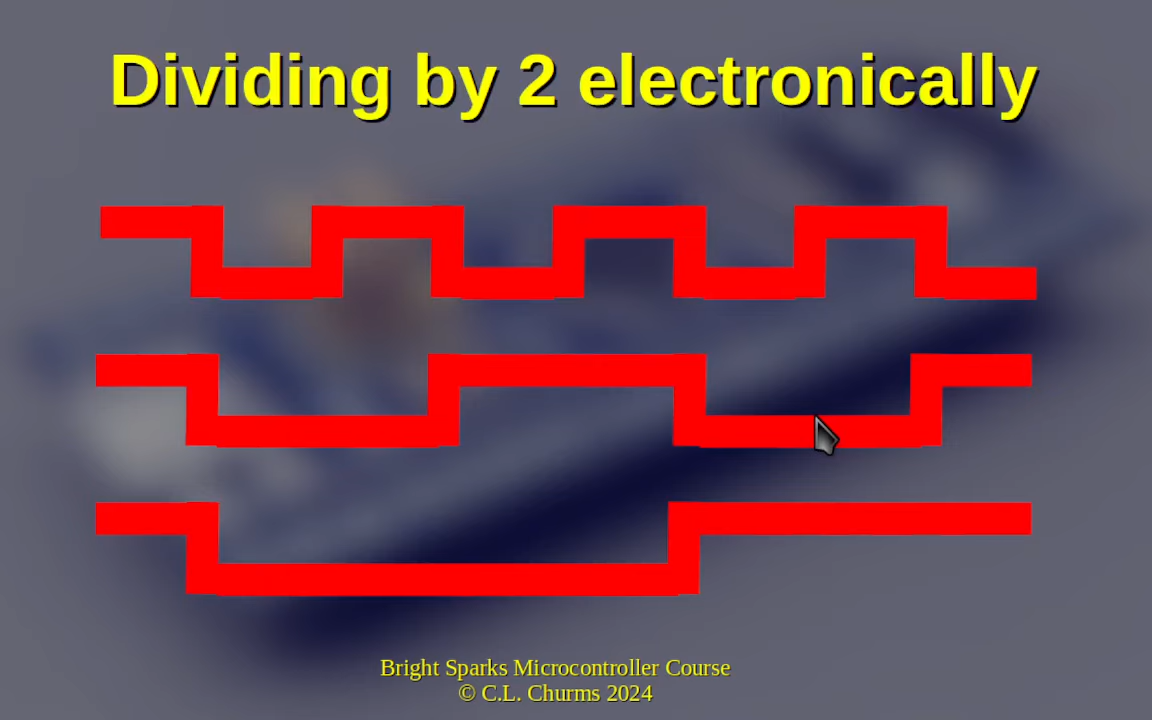 Dividing by 2 electronically
Bright Sparks Microcontroller Course
© C.L. Churms 2024